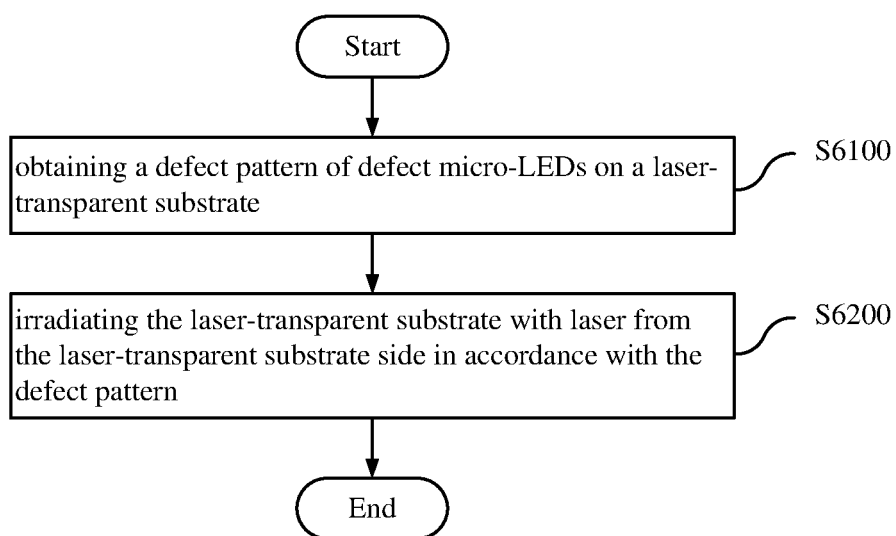 Start
obtaining a defect pattern of defect micro-LEDs on a laser-
transparent substrate
S6100
irradiating the laser-transparent substrate with laser from
the laser-transparent substrate side in accordance with the
defect pattern
S6200
End